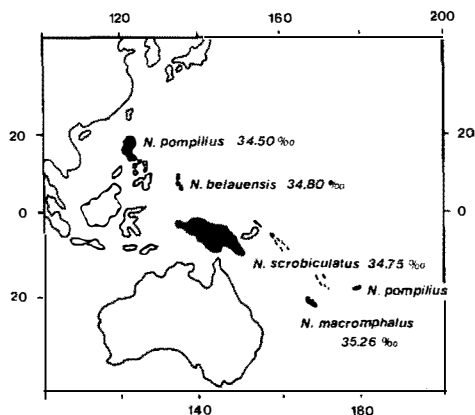 120 160 200
20 N. pompilius 34.50 ‰ 20
N. belauensis 34.80 ‰
0 0
N. scrobiculatus 34.75 ‰
20 N. pompilius
N. macromphalus
35.26 ‰
140 180